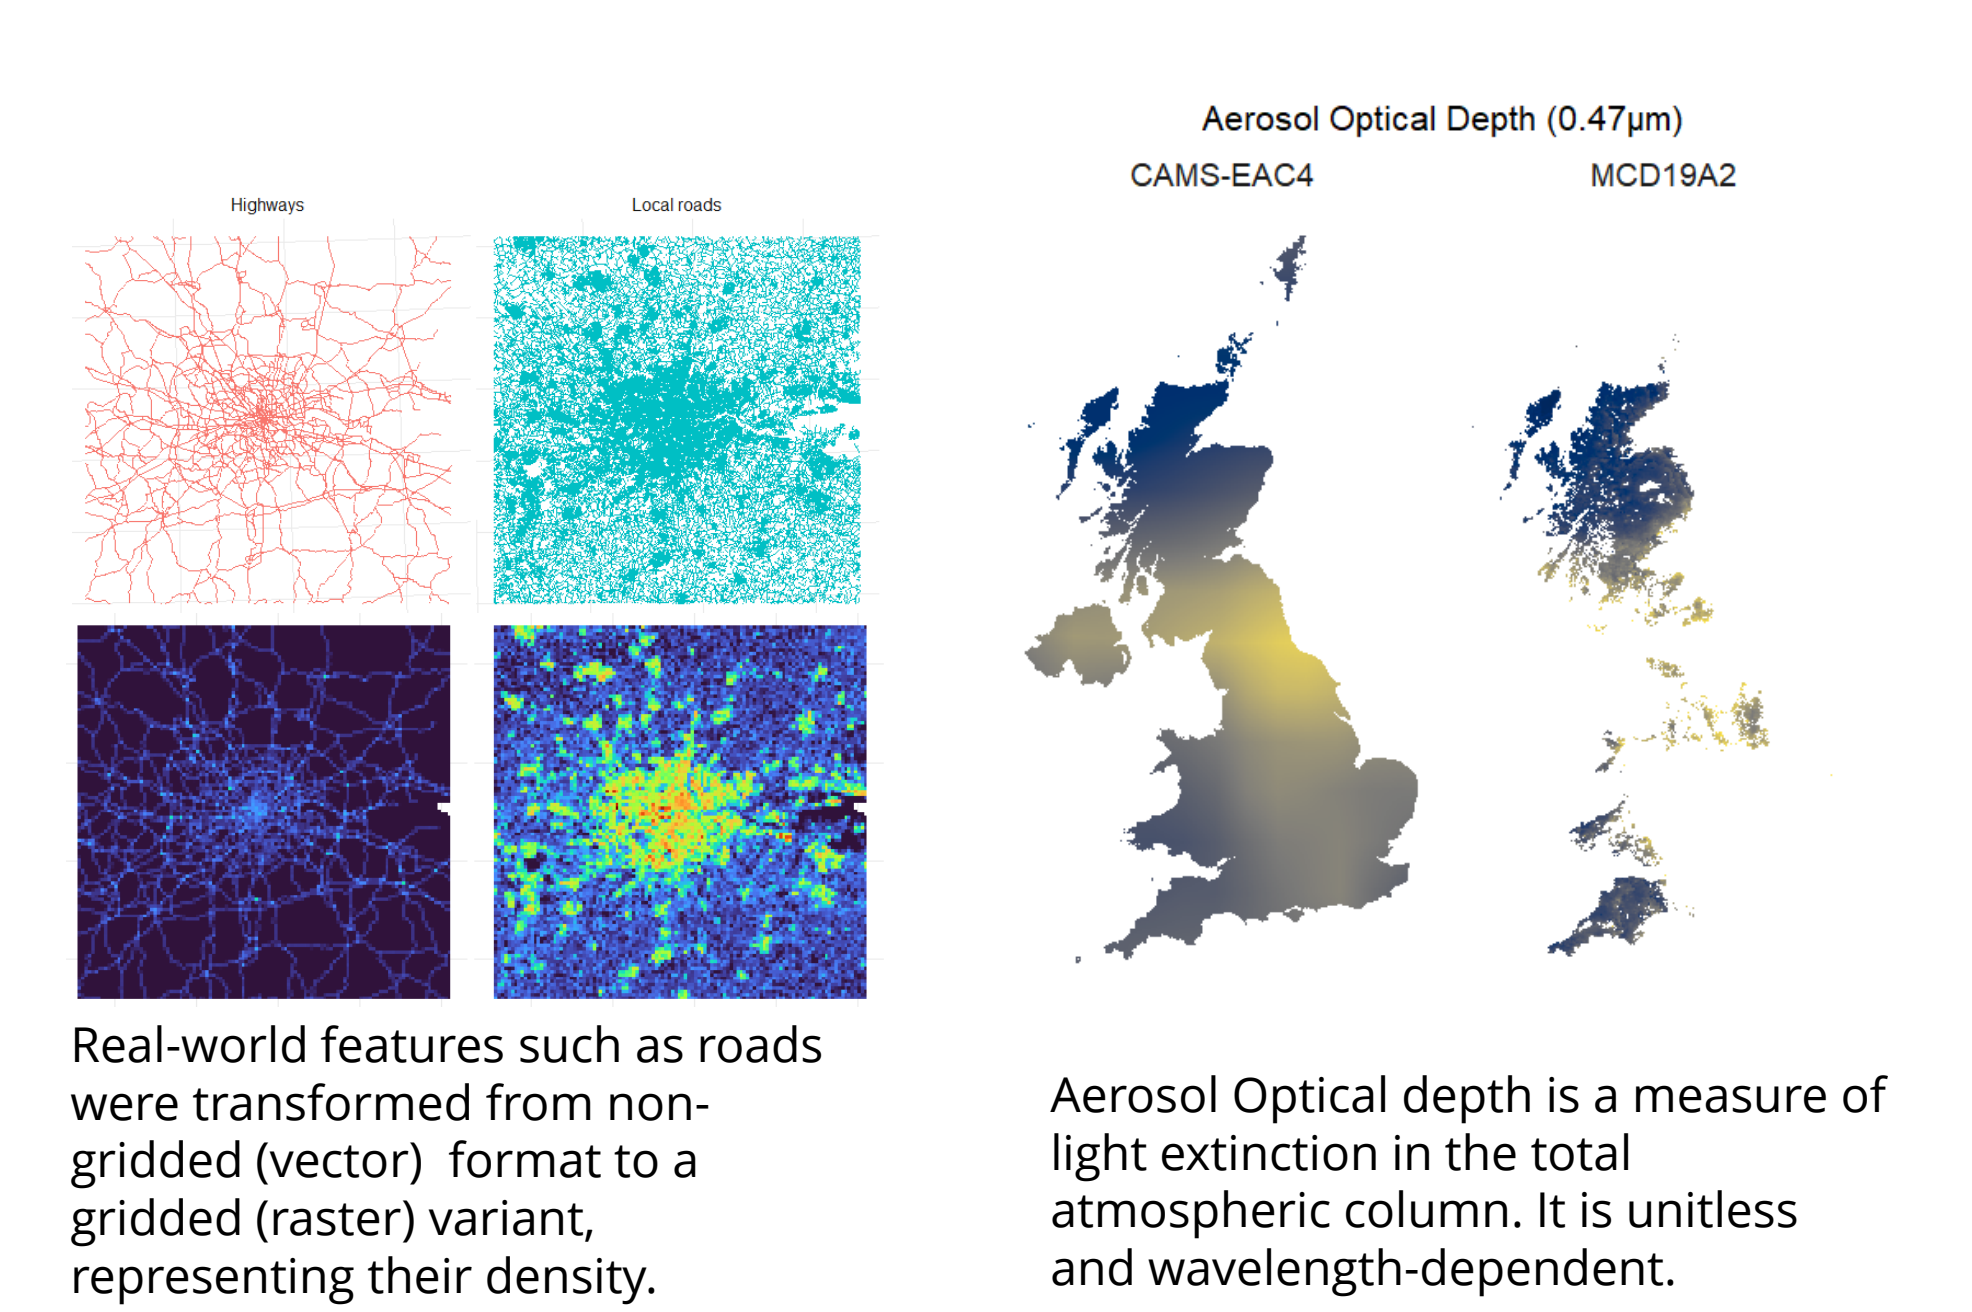 Highways
Local roads
Real-world features such as roads
were transformed from non-
gridded (vector)  format to a
gridded (raster) variant,
representing their density.
Aerosol Optical Depth (0.47µm)
CAMS-EAC4
MCD19A2
Aerosol Optical depth is a measure of
light extinction in the total
atmospheric column. It is unitless
and wavelength-dependent.